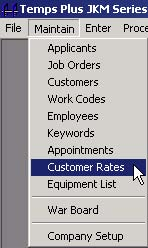 Temps Plus JKM Series
File Maintain Enter Proce
Applicants
Job Orders
Customers
Work Codes
Employees
Keywords
Appointments
Customer Rates
Equipment List
War Board
Company Setup